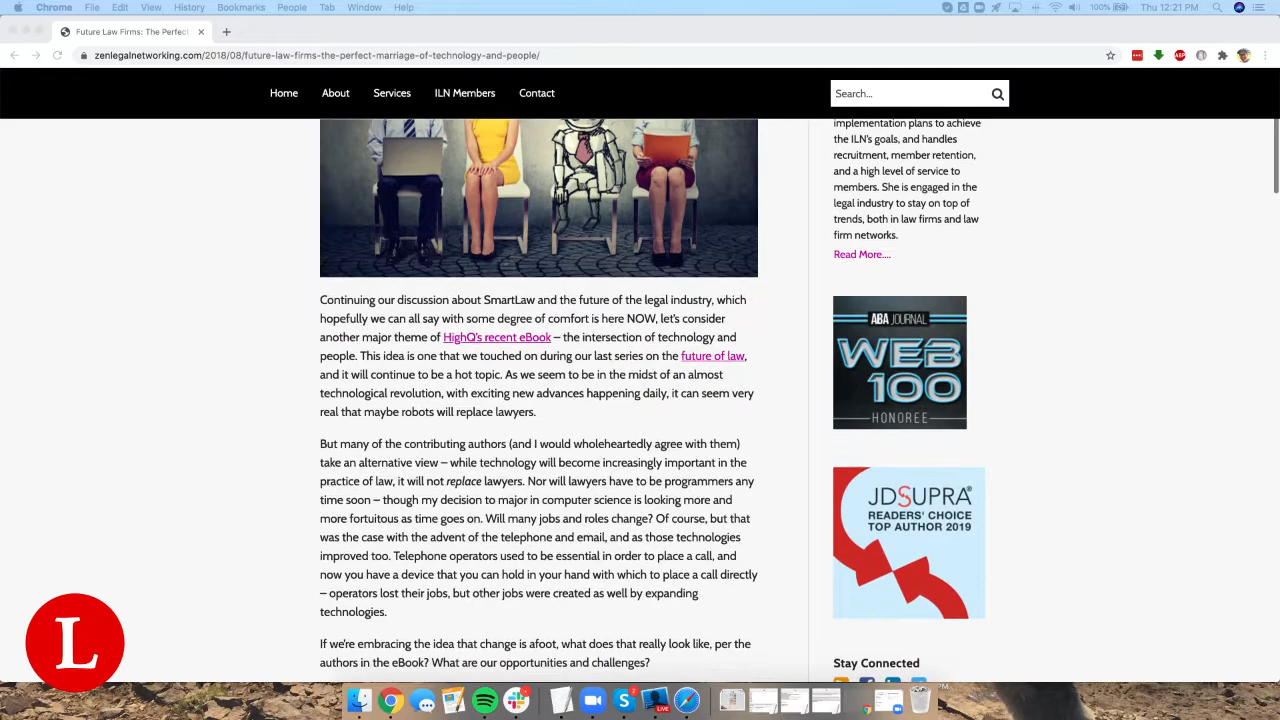 Chrome File Edit View History Bookmarks People Tab Window Help
100%
Thu 12:21 PM
Future Law Firms: The Perfect
zenlegalnetworking.com/2018/08/future-law-firms-the-perfect-marriage-of-technology-and-people/
ABP
Home About Services ILN Members Contact
Search...
Continuing our discussion about SmartLaw and the future of the legal industry, which
hopefully we can all say with some degree of comfort is here NOW, let's consider
another major theme of HighQ's recent eBook – the intersection of technology and
people. This idea is one that we touched on during our last series on the future of law,
and it will continue to be a hot topic. As we seem to be in the midst of an almost
technological revolution, with exciting new advances happening daily, it can seem very
real that maybe robots will replace lawyers.
But many of the contributing authors (and I would wholeheartedly agree with them)
take an alternative view – while technology will become increasingly important in the
practice of law, it will not replace lawyers. Nor will lawyers have to be programmers any
time soon – though my decision to major in computer science is looking more and
more fortuitous as time goes on. Will many jobs and roles change? Of course, but that
was the case with the advent of the telephone and email, and as those technologies
improved too. Telephone operators used to be essential in order to place a call, and
now you have a device that you can hold in your hand with which to place a call directly
– operators lost their jobs, but other jobs were created as well by expanding
technologies.
If we're embracing the idea that change is afoot, what does that really look like, per the
authors in the eBook? What are our opportunities and challenges?
implementation plans to achieve
the ILN's goals, and handles
recruitment, member retention,
and a high level of service to
members. She is engaged in the
legal industry to stay on top of
trends, both in law firms and law
firm networks.
Read More....
ABA JOURNAL
WEB
100
HONOREE
JDSUPRA®
READERS' CHOICE
TOP AUTHOR 2019
Stay Connected
L
LIVE